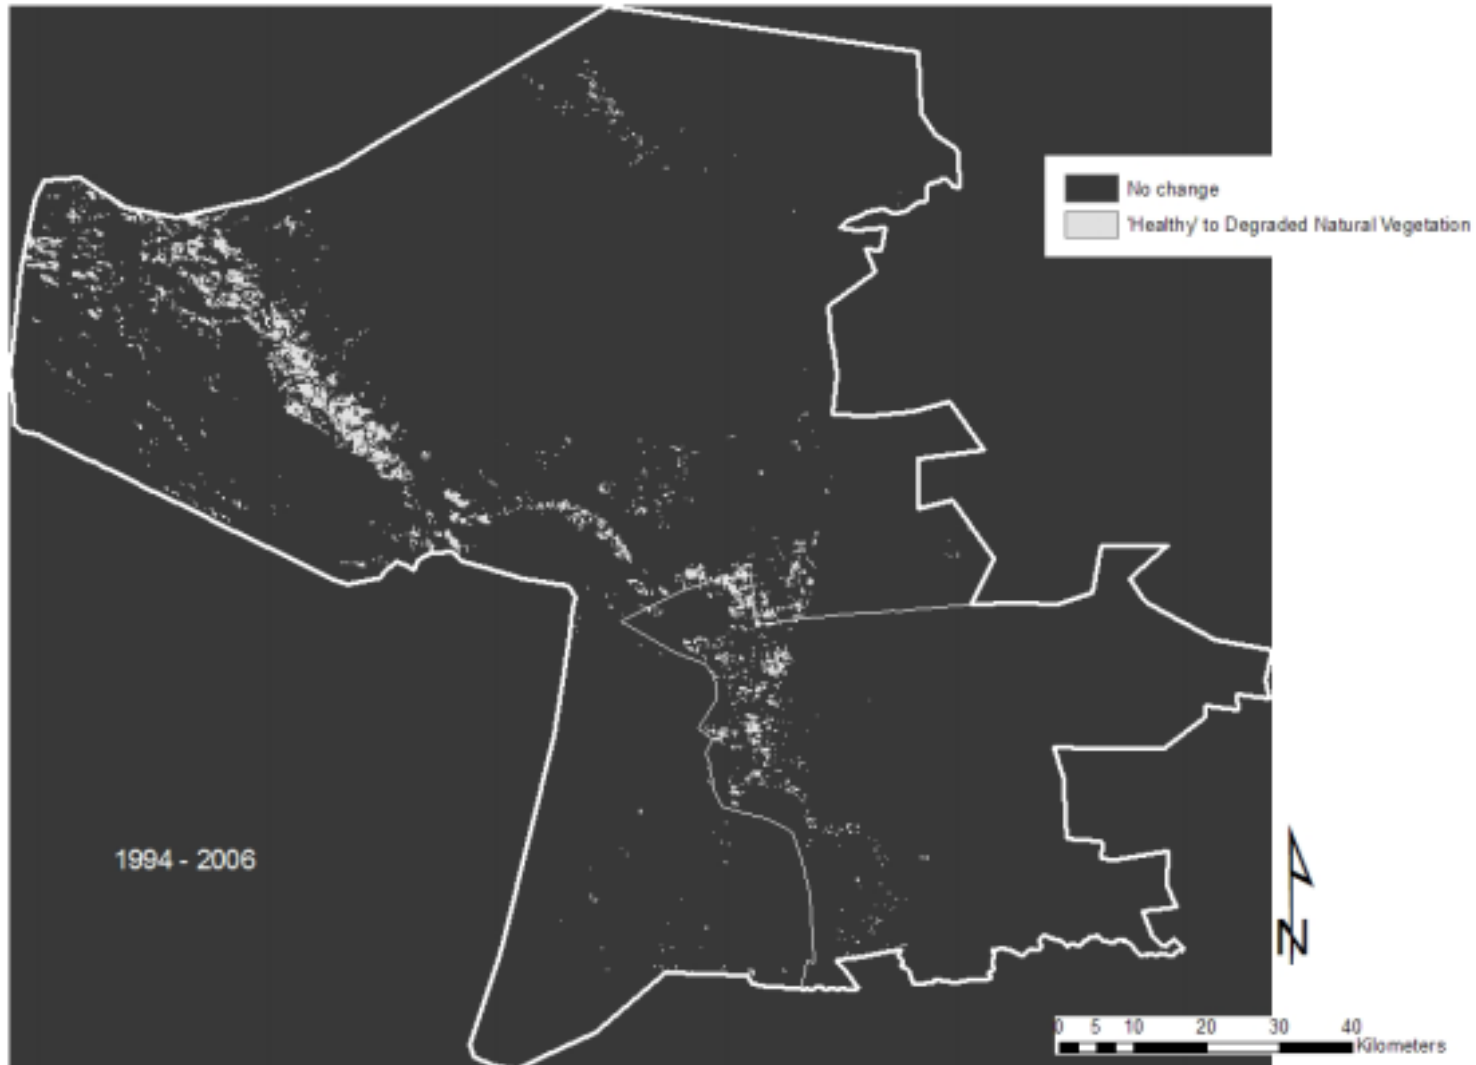 No change
'Healthy' to Degraded Natural Vegetation
1994 - 2006
N
0 5 10 20 30 40
Kilometers